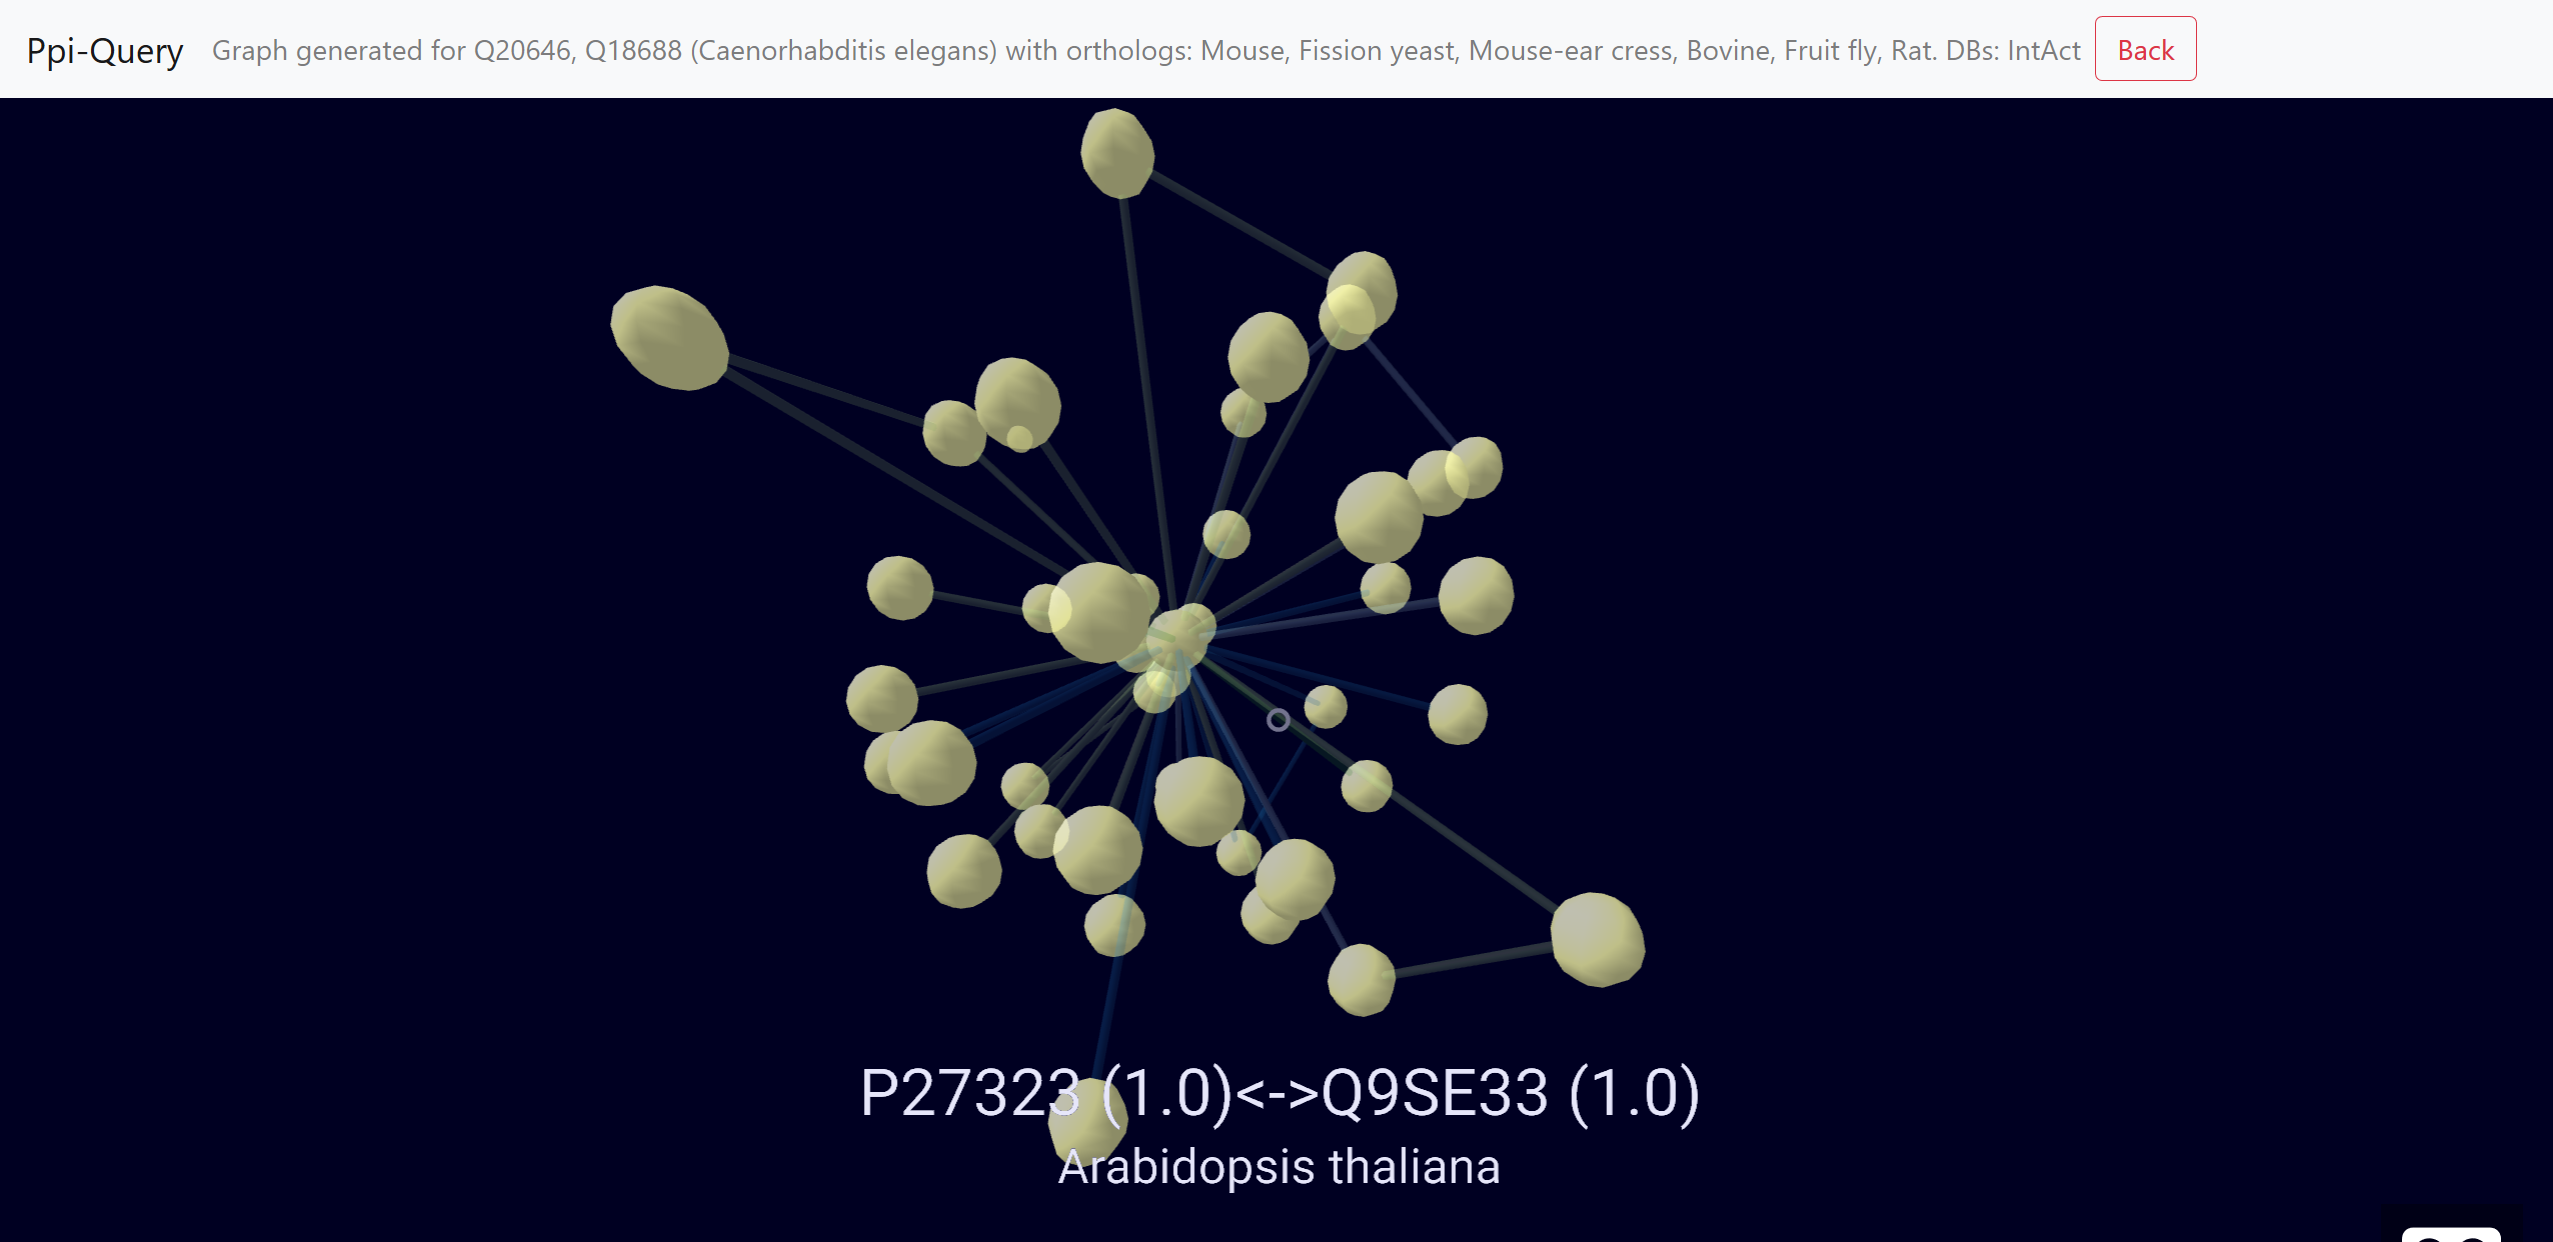 Ppi-Query Graph generated for Q20646, Q18688 (Caenorhabditis elegans) with orthologs: Mouse, Fission yeast, Mouse-ear cress, Bovine, Fruit fly, Rat. DBs: IntAct Back
P27323 (1.0)<->Q9SE33 (1.0)
Arabidopsis thaliana